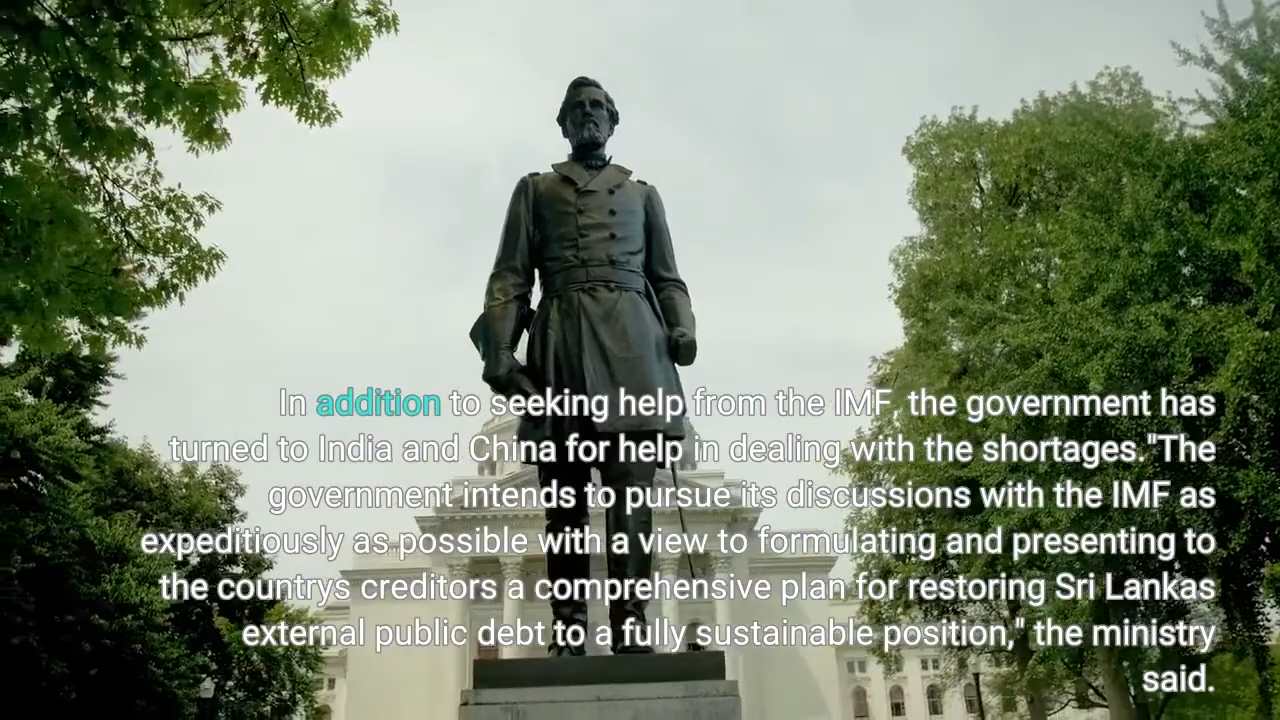 In addition to seeking help from the IMF, the government has
turned to India and China for help in dealing with the shortages."The
government intends to pursue its discussions with the IMF as
expeditiously as possible with a view to formulating and presenting to
the countrys creditors a comprehensive plan for restoring Sri Lankas
external public debt to a fully sustainable position," the ministry
said.